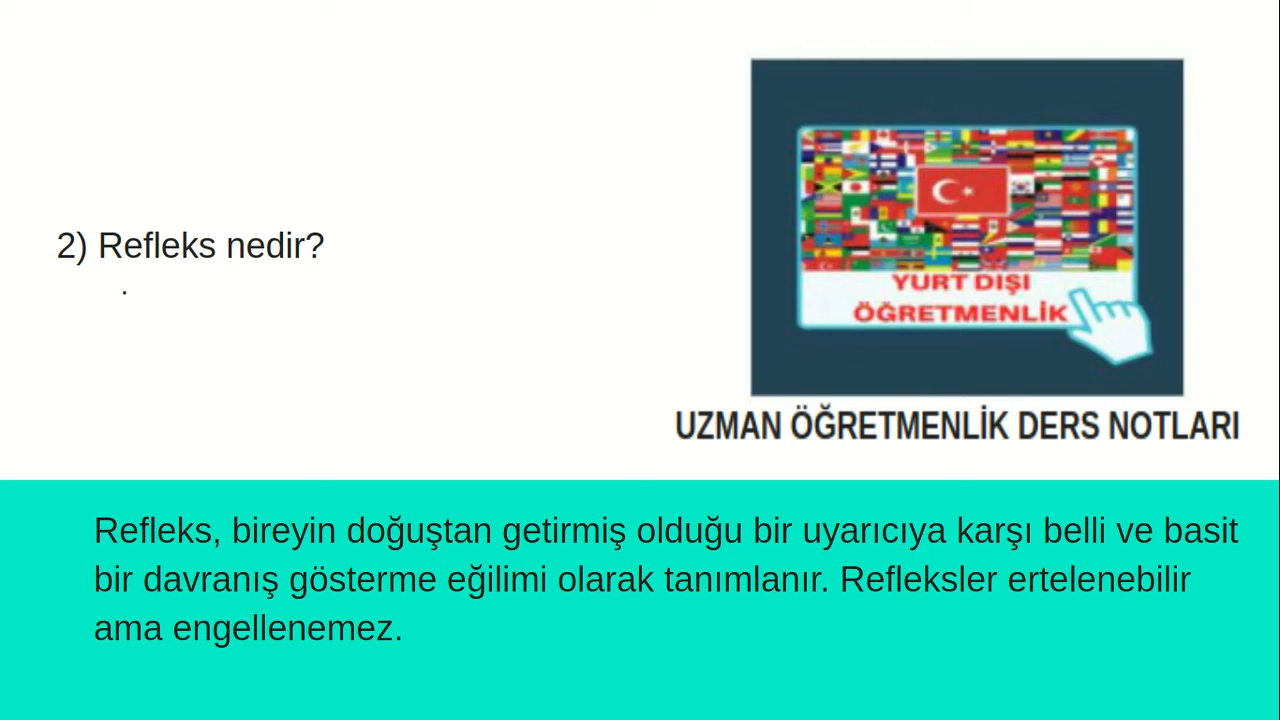 2) Refleks nedir?
.
YURT DIŞI
ÖĞRETMENLİK
UZMAN ÖĞRETMENLİK DERS NOTLARI
Refleks, bireyin doğuştan getirmiş olduğu bir uyarıcıya karşı belli ve basit
bir davranış gösterme eğilimi olarak tanımlanır. Refleksler ertelenebilir
ama engellenemez.